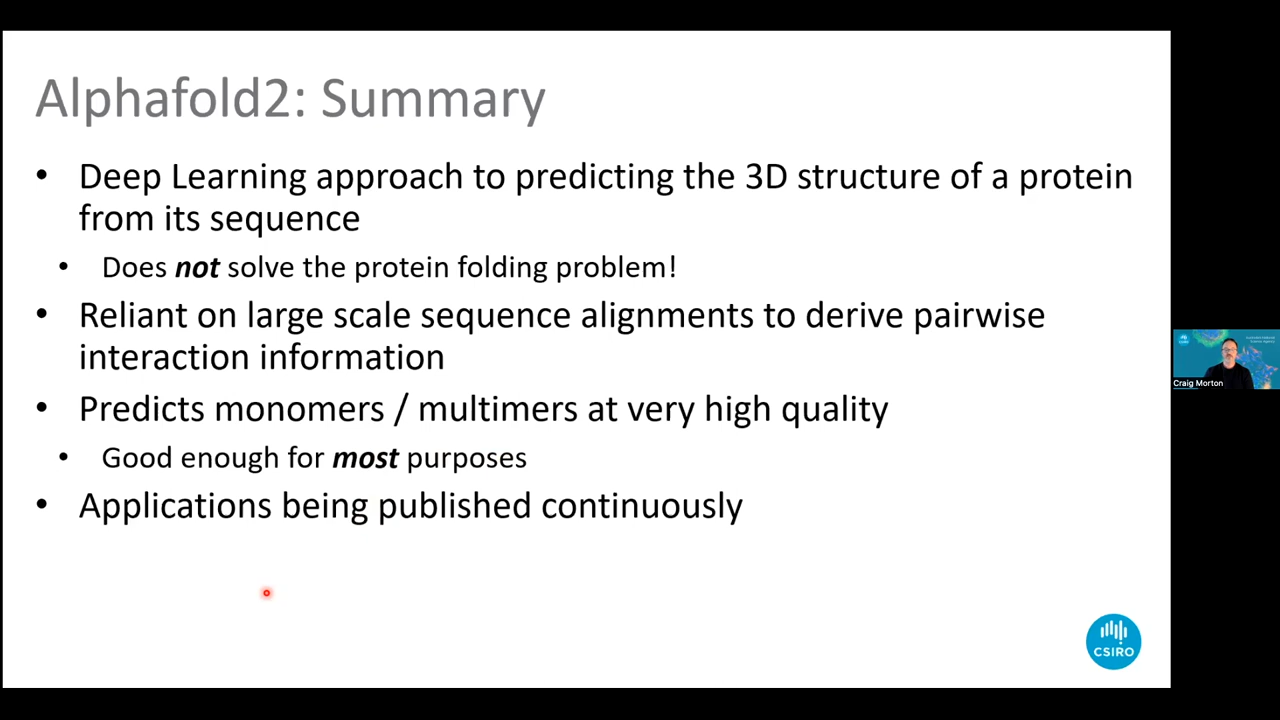 Alphafold2: Summary
• Deep Learning approach to predicting the 3D structure of a protein
from its sequence
• Does not solve the protein folding problem!
• Reliant on large scale sequence alignments to derive pairwise
interaction information
• Predicts monomers / multimers at very high quality
• Good enough for most purposes
• Applications being published continuously
CSIRO
Craig Morton